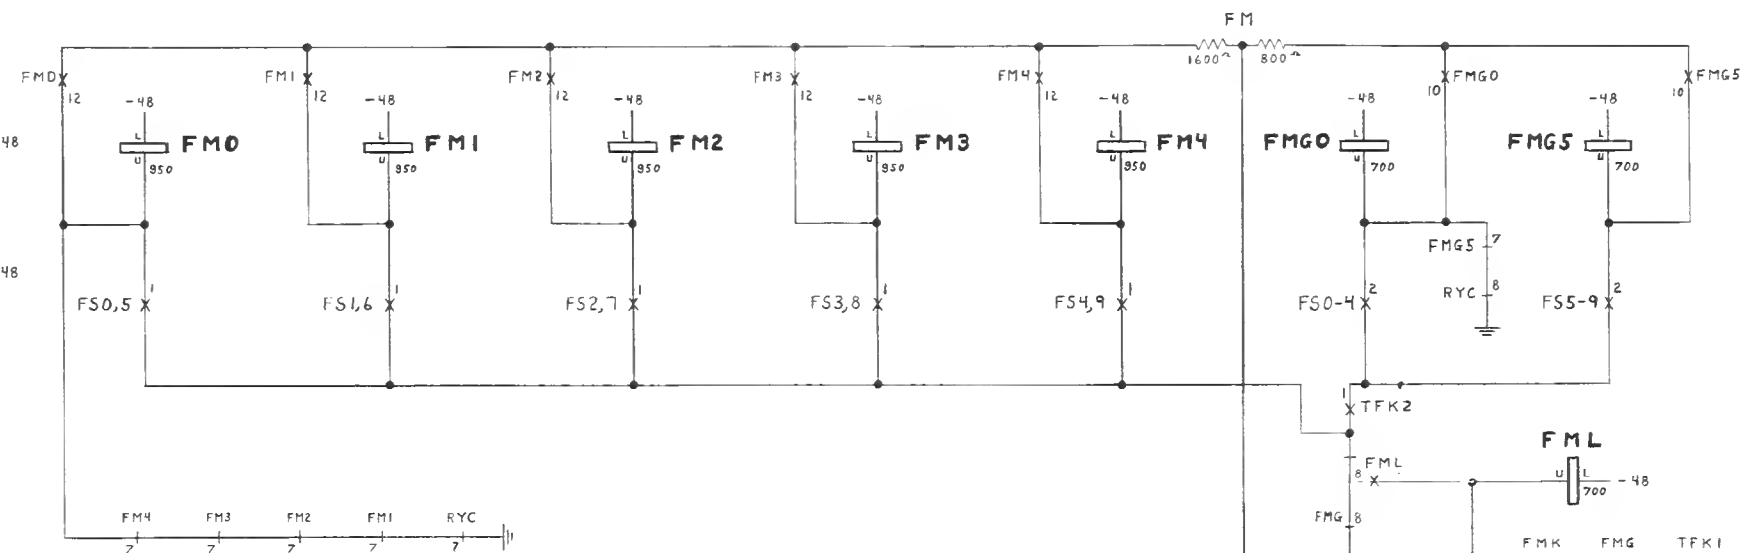 FM
1600Ω 800Ω
FM0 FM1 FM2 FM3 FM4 FMG0 FMG5
12 12 12 12 12 10 10
-48 -48 -48 -48 -48 -48 -48
48
L L L L L L L
FM0 FM1 FM2 FM3 FM4 FMG0 FMG5
U U U U U U U
950 950 950 950 950 700 700
FMG5 7
48
RYC 8
1 1 1 1 1 2 2
FS0,5 FS1,6 FS2,7 FS3,8 FS4,9 FS0-4 FS5-9
1 TFK2
FML
FML
8
U L
700 -48
FM4 FM3 FM2 FM1 RYC
7 7 7 7 7
FMG 8
FMK FMG TFK1